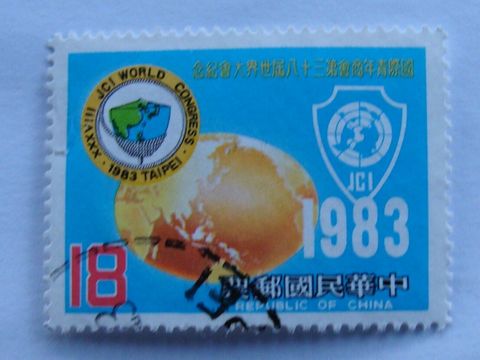 念紀會大界世屆八十三第會商年青際國
XXXVIII JCI WORLD CONGRESS
1983 TAIPEI
JCI
1983
18
票郵國民華中
REPUBLIC OF CHINA